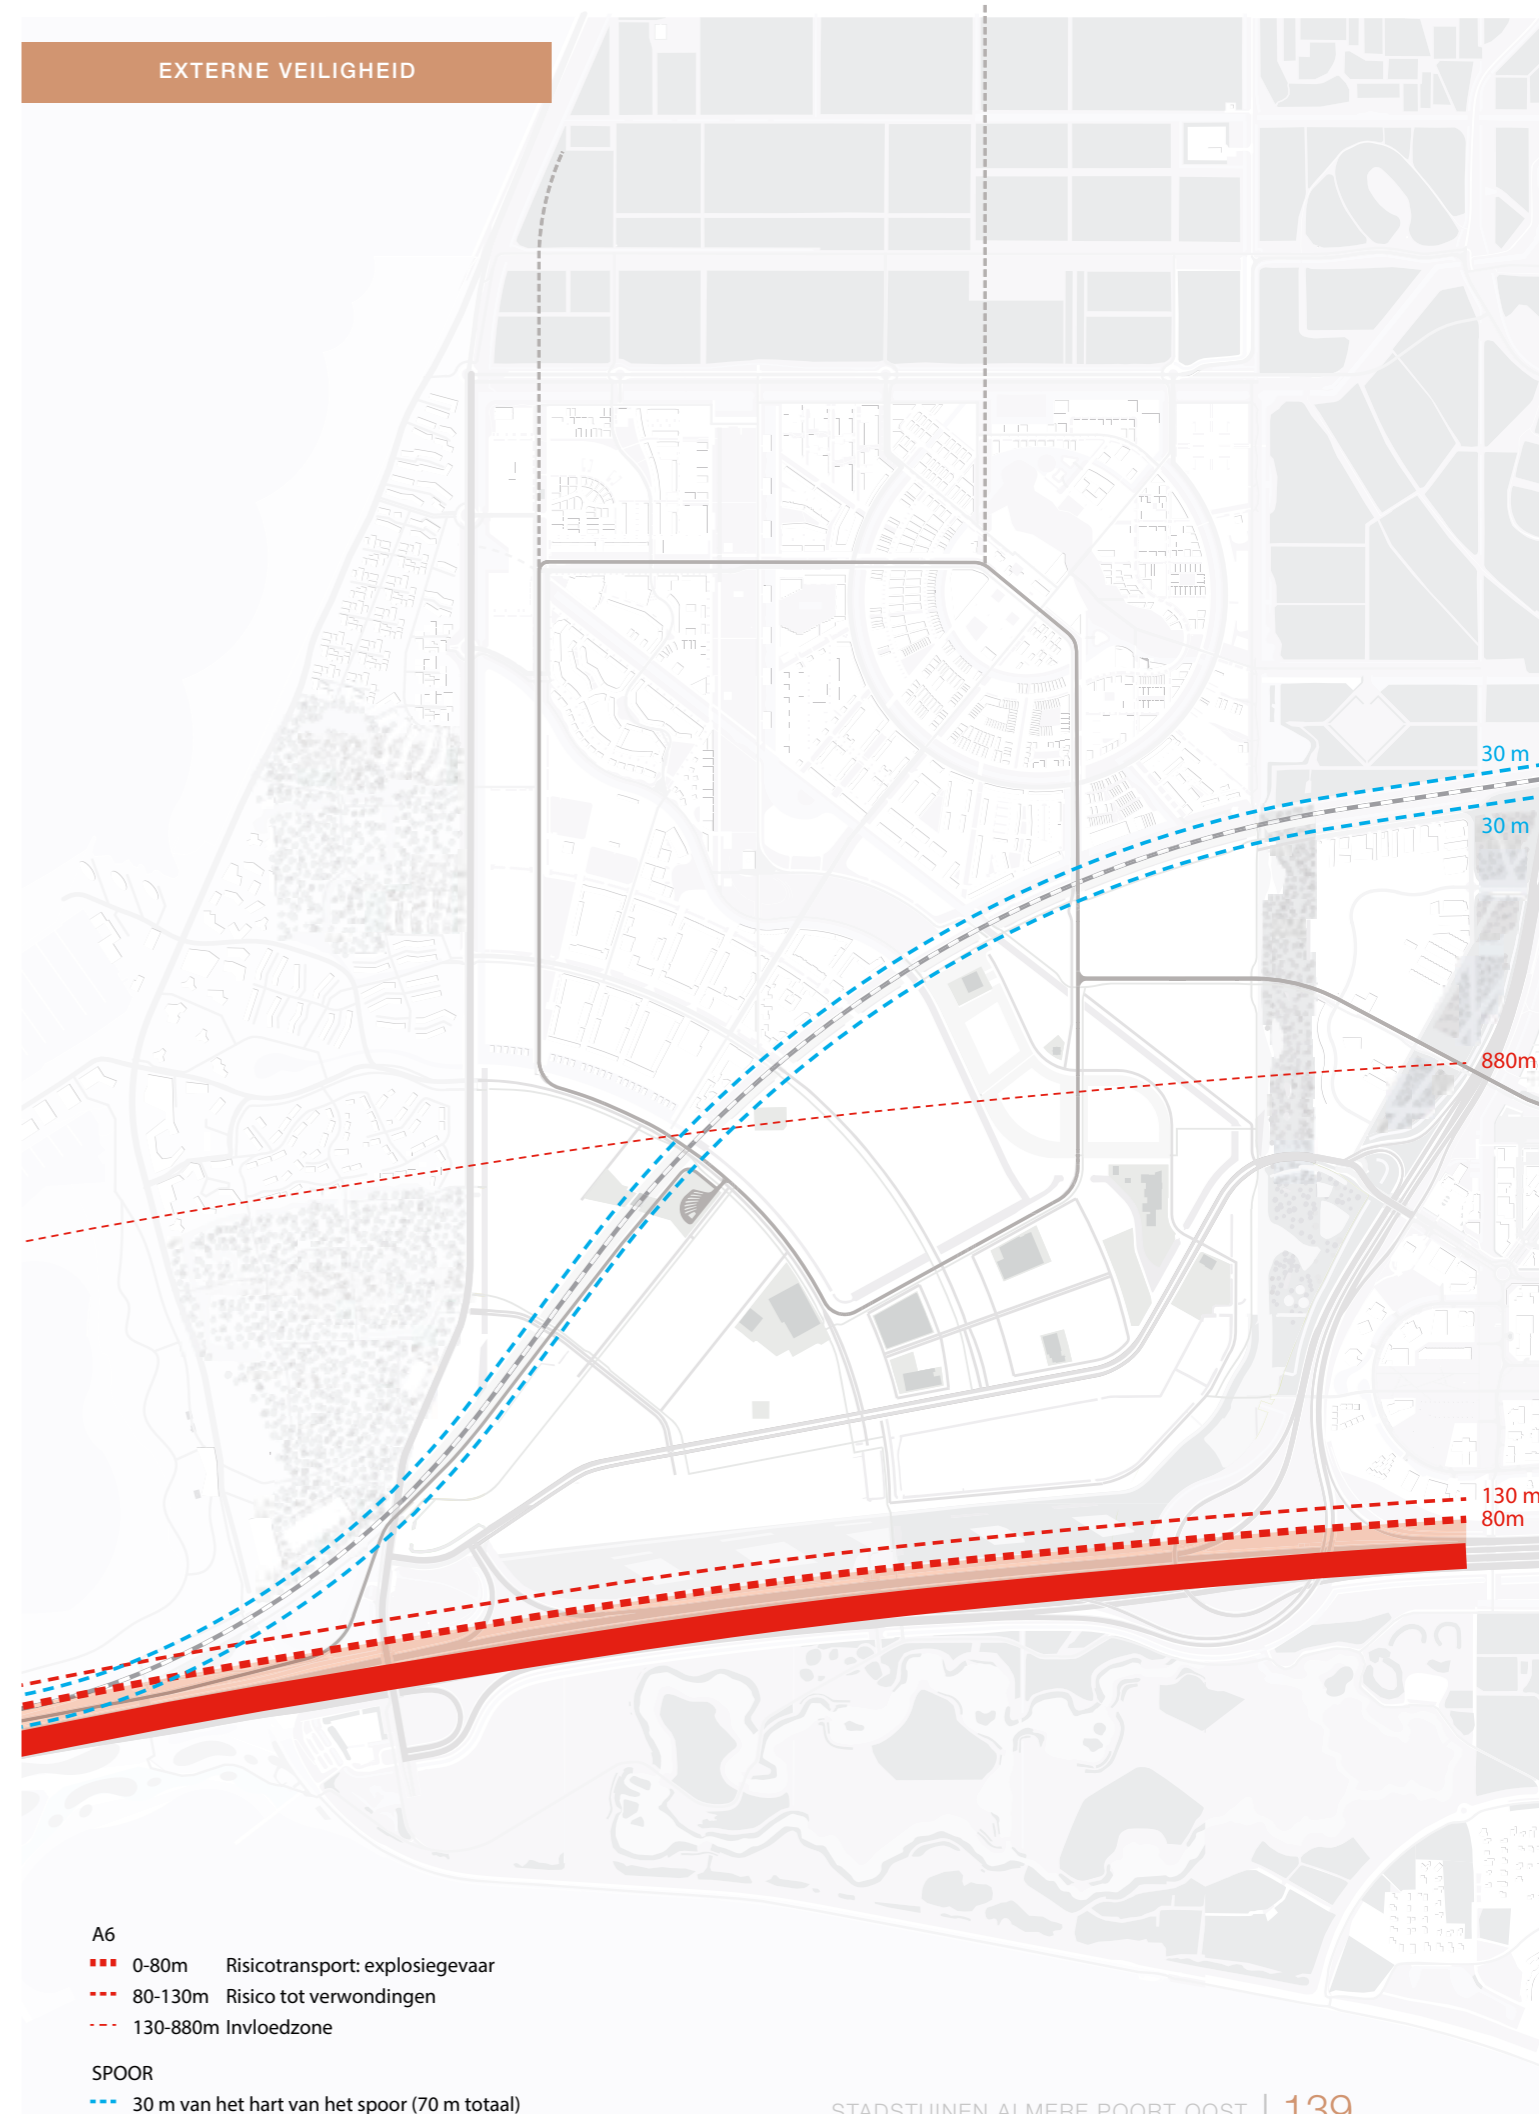 EXTERNE VEILIGHEID
30 m
30 m
880m
130 m
80m
A6
0-80m Risicotransport: explosiegevaar
80-130m Risico tot verwondingen
130-880m Invloedzone
SPOOR
30 m van het hart van het spoor (70 m totaal)
STADSTUINEN ALMERE POORT OOST | 139